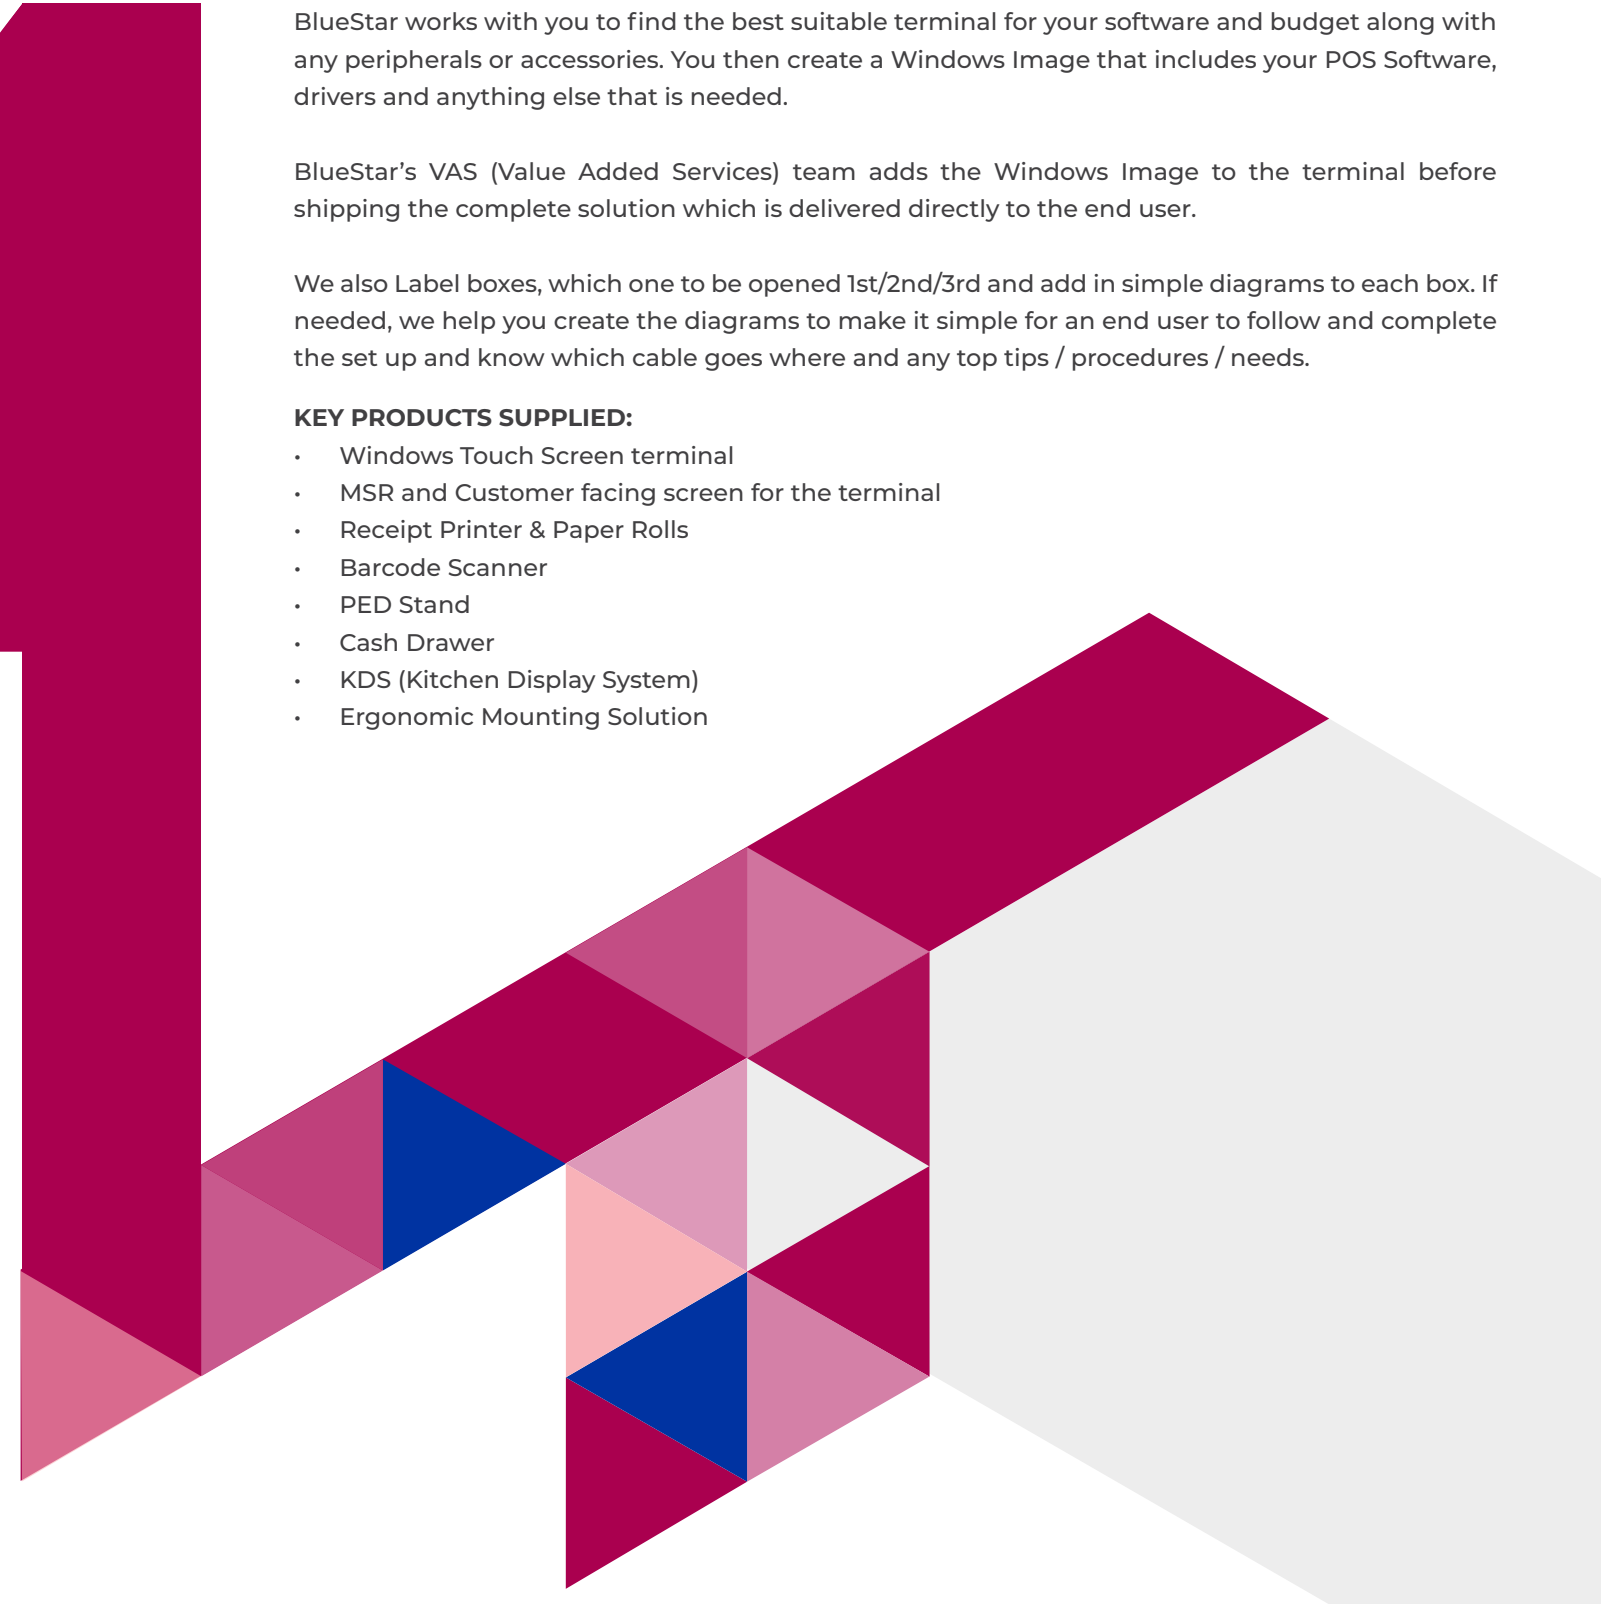 BlueStar works with you to find the best suitable terminal for your software and budget along with
any peripherals or accessories. You then create a Windows Image that includes your POS Software,
drivers and anything else that is needed.
BlueStar’s VAS (Value Added Services) team adds the Windows Image to the terminal before
shipping the complete solution which is delivered directly to the end user.
We also Label boxes, which one to be opened 1st/2nd/3rd and add in simple diagrams to each box. If
needed, we help you create the diagrams to make it simple for an end user to follow and complete
the set up and know which cable goes where and any top tips / procedures / needs.
KEY PRODUCTS SUPPLIED:
• Windows Touch Screen terminal
• MSR and Customer facing screen for the terminal
• Receipt Printer & Paper Rolls
• Barcode Scanner
• PED Stand
• Cash Drawer
• KDS (Kitchen Display System)
• Ergonomic Mounting Solution